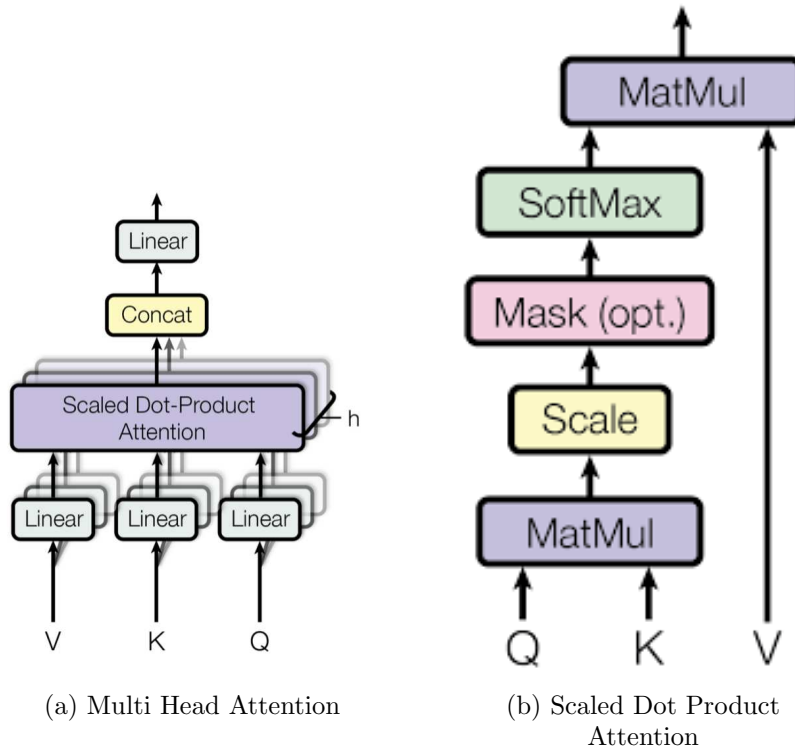 Linear
Concat
Scaled Dot-Product
Attention
h
Linear Linear Linear
V K Q
(a) Multi Head Attention
MatMul
SoftMax
Mask (opt.)
Scale
MatMul
Q K V
(b) Scaled Dot Product
Attention